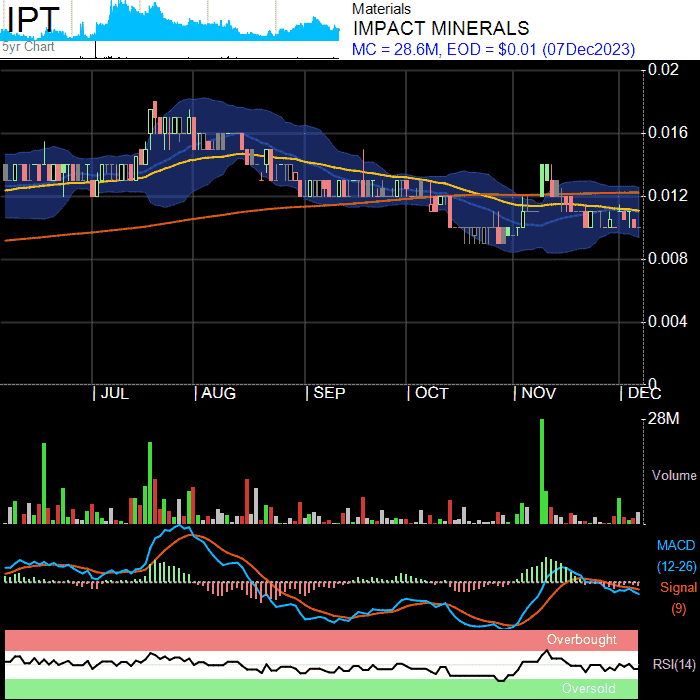 IPT
5yr Chart
Materials
IMPACT MINERALS
MC = 28.6M, EOD = $0.01 (07Dec2023)
0.02
0.016
0.012
0.008
0.004
0
JUL
AUG
SEP
OCT
NOV
DEC
28M
Volume
MACD
(12-26)
Signal
(9)
Overbought
RSI(14)
Oversold